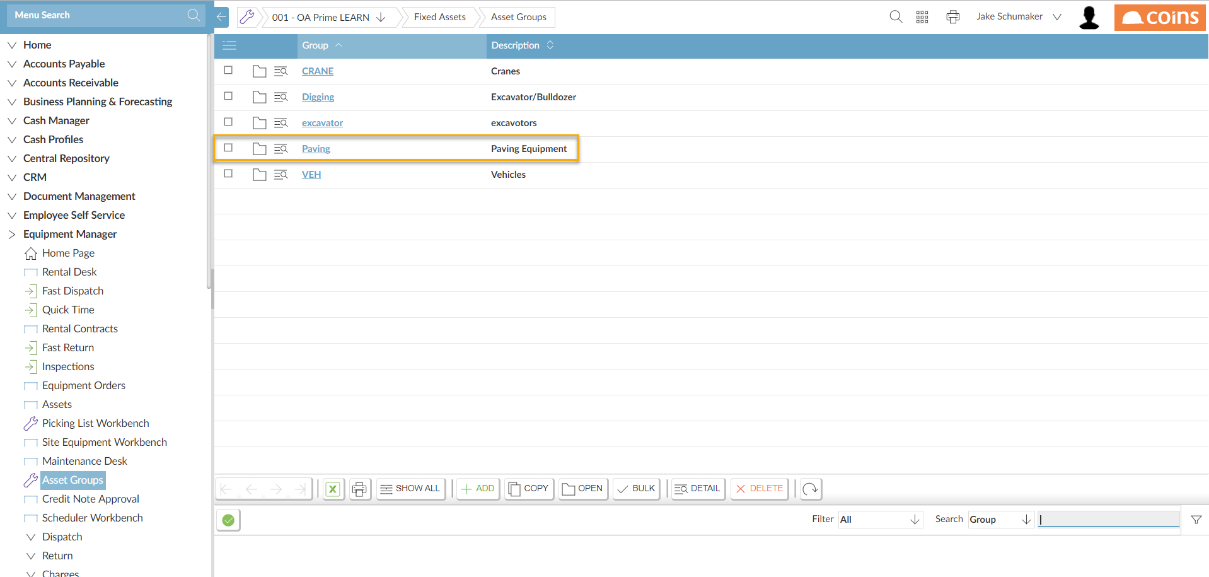 Menu Search
001 - OA Prime LEARN
Fixed Assets
Asset Groups
Jake Schumaker
COINS
Home
Accounts Payable
Accounts Receivable
Business Planning & Forecasting
Cash Manager
Cash Profiles
Central Repository
CRM
Document Management
Employee Self Service
Equipment Manager
Home Page
Rental Desk
Fast Dispatch
Quick Time
Rental Contracts
Fast Return
Inspections
Equipment Orders
Assets
Picking List Workbench
Site Equipment Workbench
Maintenance Desk
Asset Groups
Credit Note Approval
Scheduler Workbench
Dispatch
Return
Charges
Group Description
CRANE Cranes
Digging Excavator/Bulldozer
excavator excavotors
Paving Paving Equipment
VEH Vehicles
SHOW ALL ADD COPY OPEN BULK DETAIL DELETE
Filter All Search Group